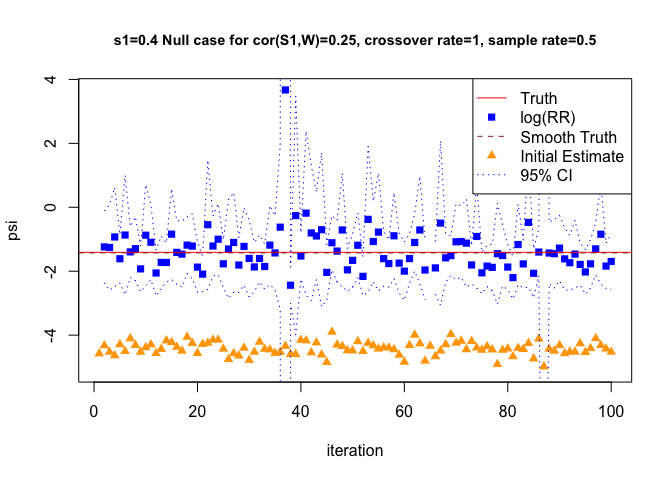 s1=0.4 Null case for cor(S1,W)=0.25, crossover rate=1, sample rate=0.5
Truth
log(RR)
Smooth Truth
Initial Estimate
95% CI
psi
4
2
0
-2
-4
0 20 40 60 80 100
iteration